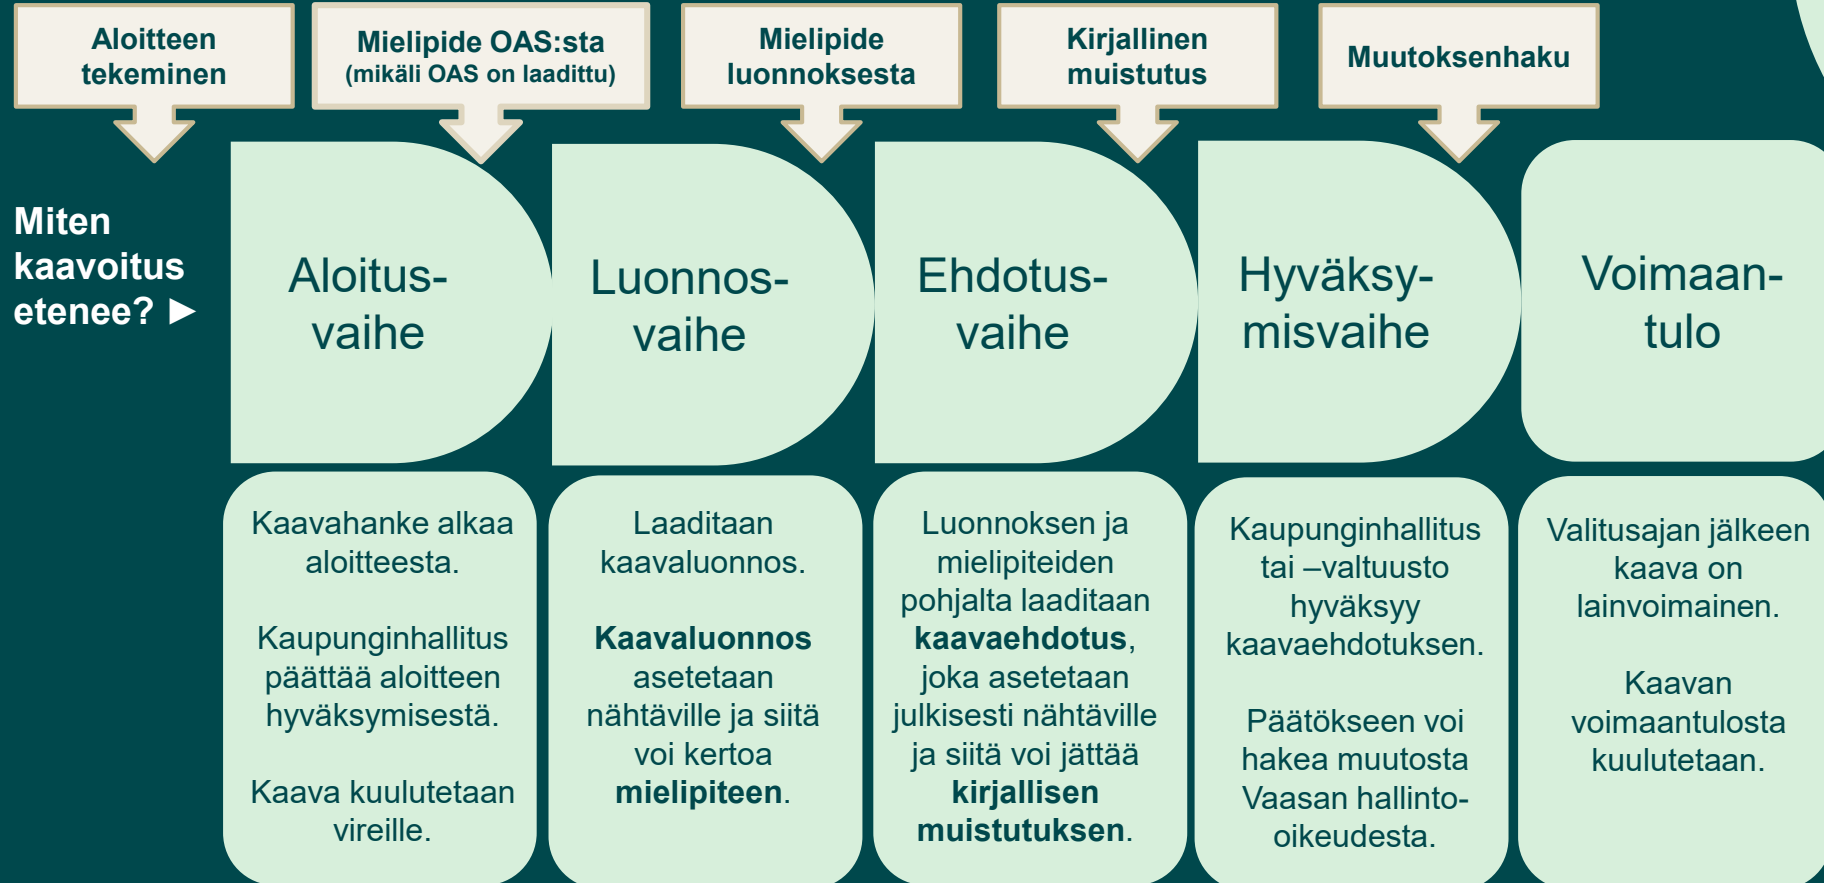 Aloitteen
tekeminen
Mielipide OAS:sta
(mikäli OAS on laadittu)
Mielipide
luonnoksesta
Kirjallinen
muistutus
Muutoksenhaku
Miten
kaavoitus
etenee? ►
Aloitus-
vaihe
Luonnos-
vaihe
Ehdotus-
vaihe
Hyväksy-
misvaihe
Voimaan-
tulo
Kaavahanke alkaa
aloitteesta.
Kaupunginhallitus
päättää aloitteen
hyväksymisestä.
Kaava kuulutetaan
vireille.
Laaditaan
kaavaluonnos.
Kaavaluonnos
asetetaan
nähtäville ja siitä
voi kertoa
mielipiteen.
Luonnoksen ja
mielipiteiden
pohjalta laaditaan
kaavaehdotus,
joka asetetaan
julkisesti nähtäville
ja siitä voi jättää
kirjallisen
muistutuksen.
Kaupunginhallitus
tai –valtuusto
hyväksyy
kaavaehdotuksen.
Päätökseen voi
hakea muutosta
Vaasan hallinto-
oikeudesta.
Valitusajan jälkeen
kaava on
lainvoimainen.
Kaavan
voimaantulosta
kuulutetaan.